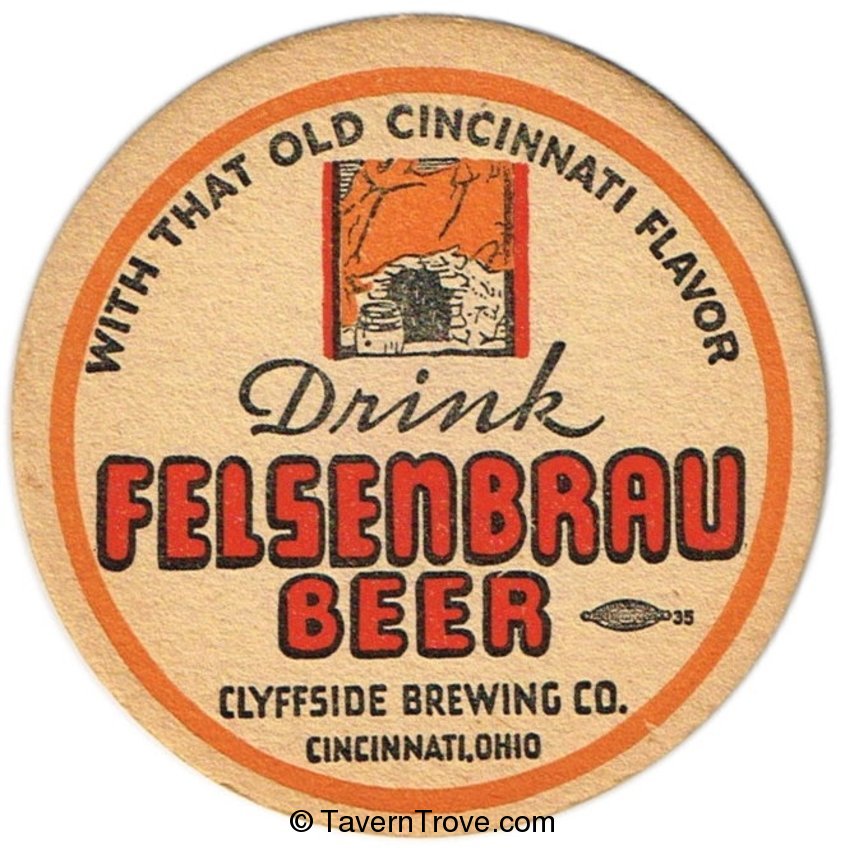 WITH THAT OLD CINCINNATI FLAVOR
Drink
FELSENBRAU
BEER
35
CLYFFSIDE BREWING CO.
CINCINNATI, OHIO
© TavernTrove.com